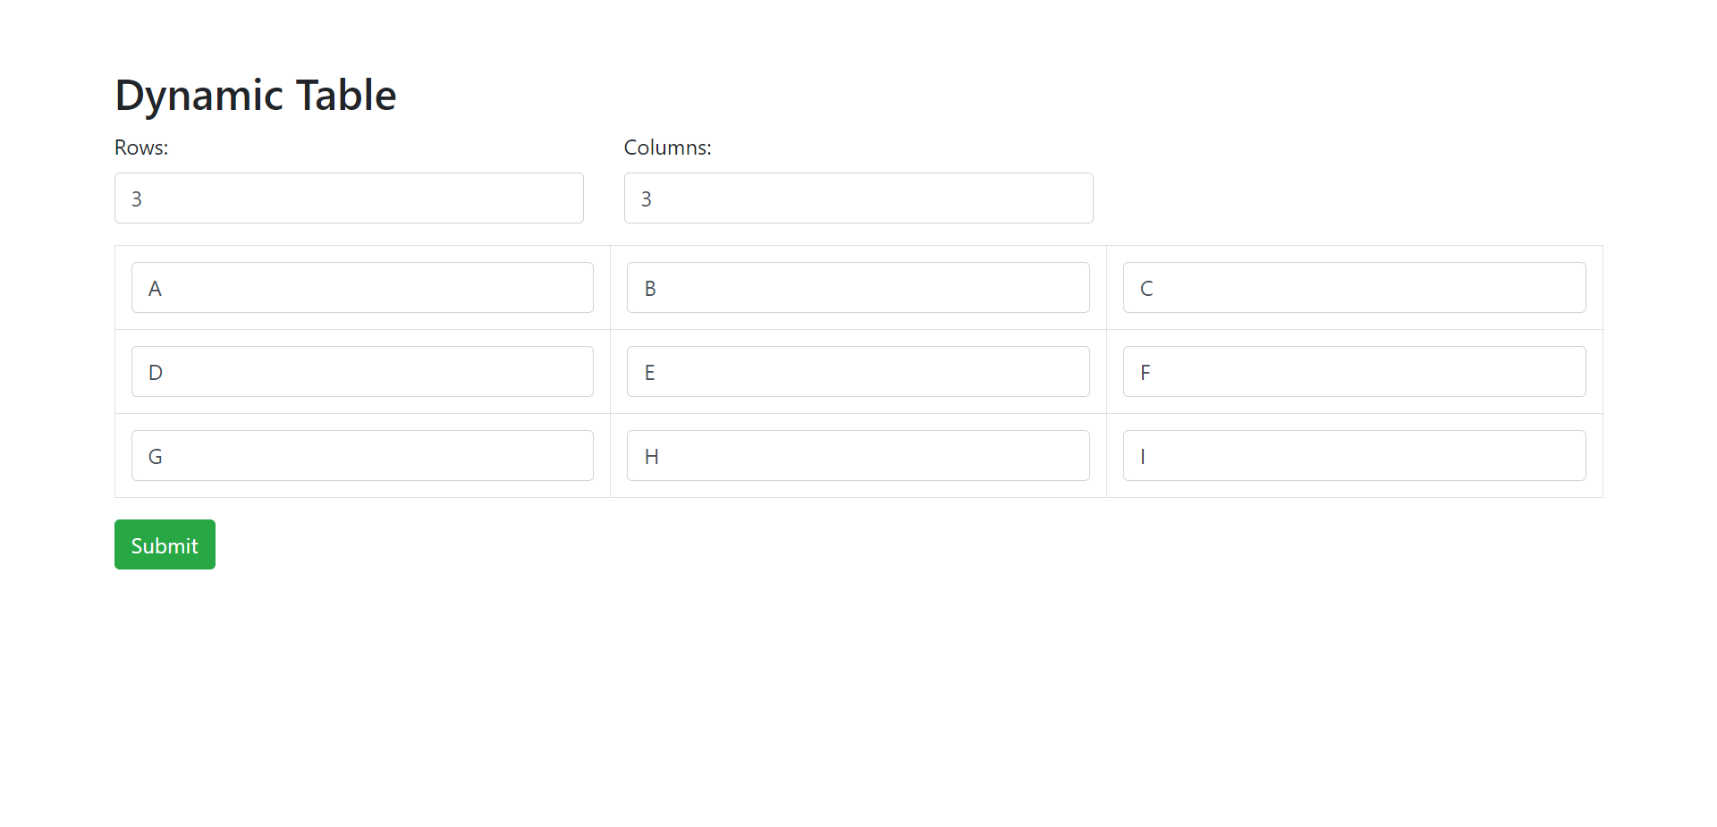 Dynamic Table
Rows: Columns:
3 3
A B C
D E F
G H I
Submit